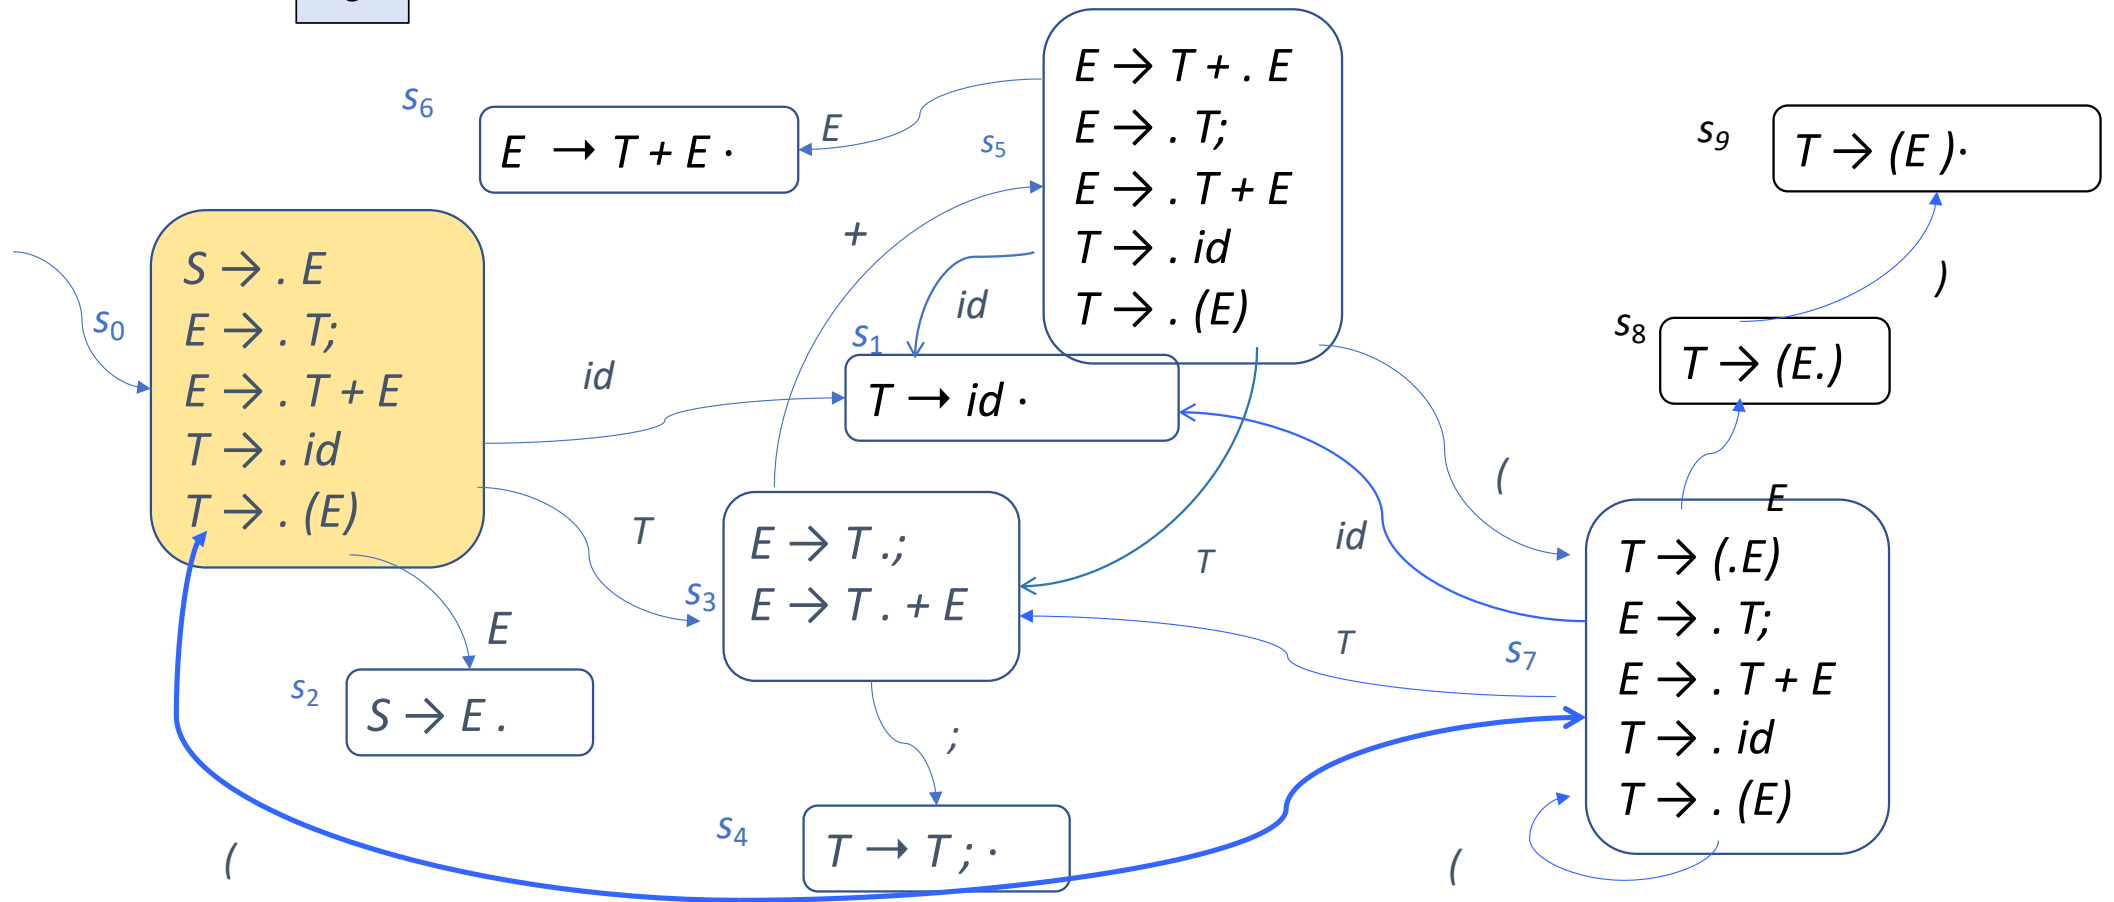 s6
E → T + E ·
E
s5
E → T + . E
E → . T;
E → . T + E
T → . id
T → . (E)
s9
T → (E )·
+
)
s0
S → . E
E → . T;
E → . T + E
T → . id
T → . (E)
id
id
s1
T → id ·
s8
T → (E.)
(
T
s3
E → T .;
E → T . + E
T
id
T
s7
E
T → (.E)
E → . T;
E → . T + E
T → . id
T → . (E)
E
s2
S → E .
;
s4
T → T ; ·
(
(